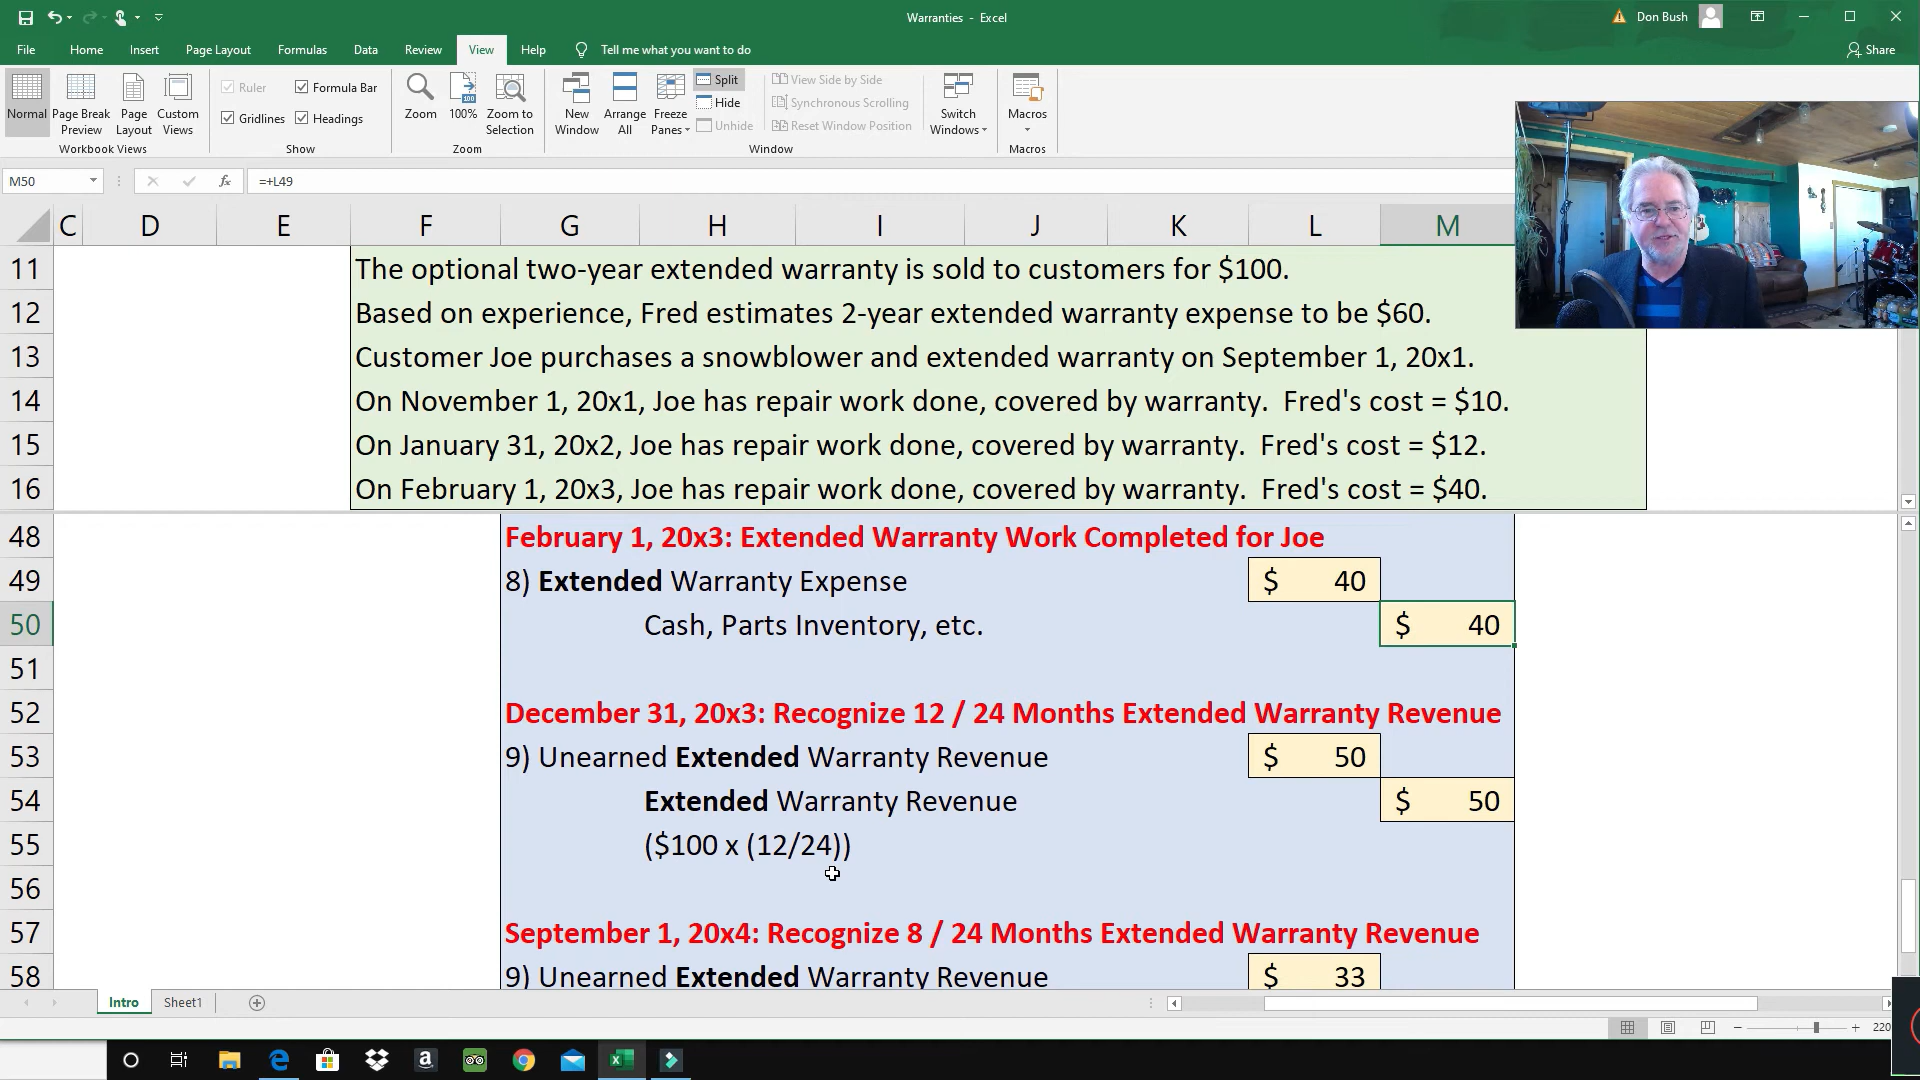 Warranties - Excel
Don Bush
File Home Insert Page Layout Formulas Data Review View Help Tell me what you want to do
Share
Normal
Page Break Preview
Page Layout
Custom Views
Workbook Views
Ruler
Formula Bar
Gridlines
Headings
Show
Zoom
100%
Zoom to Selection
Zoom
New Window
Arrange All
Freeze Panes
Split
Hide
Unhide
View Side by Side
Synchronous Scrolling
Reset Window Position
Window
Switch Windows
Macros
Macros
M50
fx
=+L49
C D E F G H I J K L M
11 The optional two-year extended warranty is sold to customers for $100.
12 Based on experience, Fred estimates 2-year extended warranty expense to be $60.
13 Customer Joe purchases a snowblower and extended warranty on September 1, 20x1.
14 On November 1, 20x1, Joe has repair work done, covered by warranty.  Fred's cost = $10.
15 On January 31, 20x2, Joe has repair work done, covered by warranty.  Fred's cost = $12.
16 On February 1, 20x3, Joe has repair work done, covered by warranty.  Fred's cost = $40.
48 February 1, 20x3: Extended Warranty Work Completed for Joe
49 8) Extended Warranty Expense $ 40
50 Cash, Parts Inventory, etc. $ 40
51
52 December 31, 20x3: Recognize 12 / 24 Months Extended Warranty Revenue
53 9) Unearned Extended Warranty Revenue $ 50
54 Extended Warranty Revenue $ 50
55 ($100 x (12/24))
56
57 September 1, 20x4: Recognize 8 / 24 Months Extended Warranty Revenue
58 9) Unearned Extended Warranty Revenue $ 33
Intro Sheet1
220